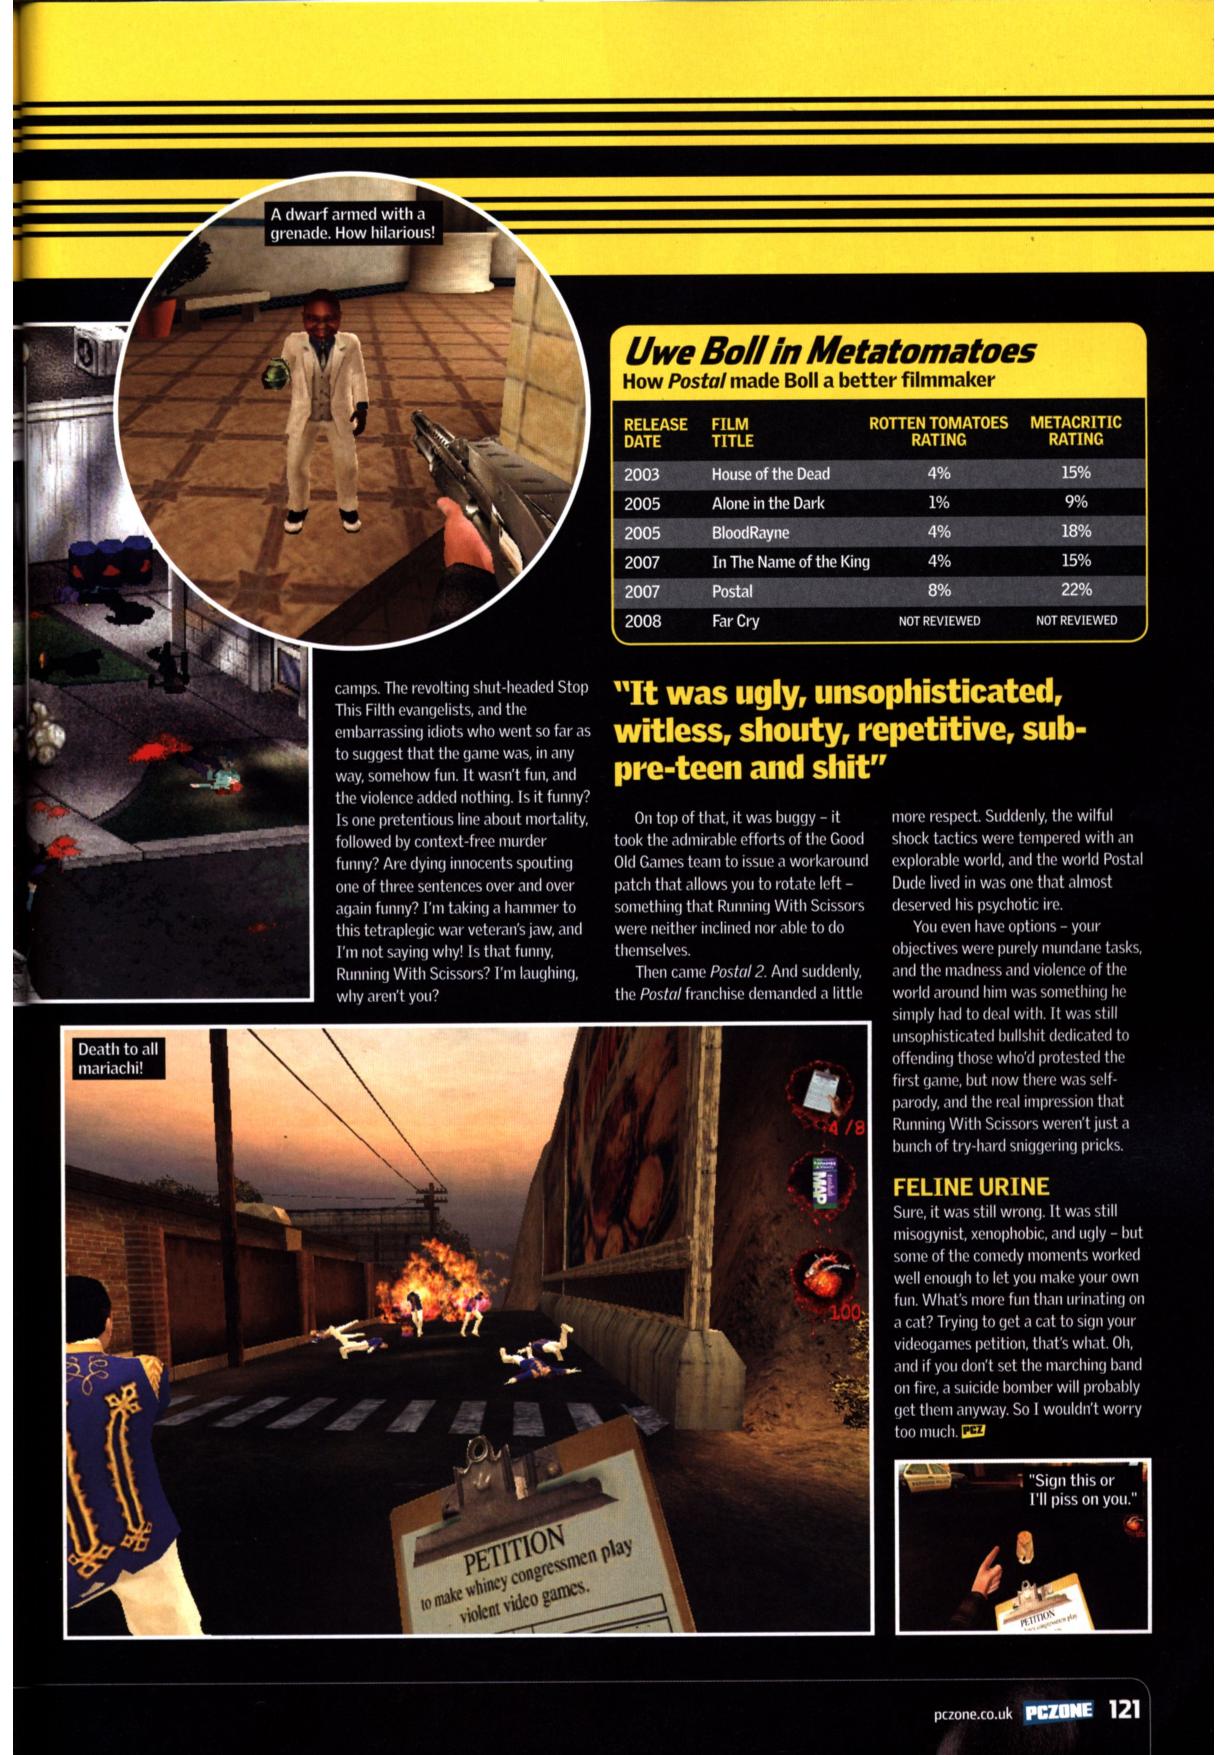 A dwarf armed with a
grenade. How hilarious!
Uwe Boll in Metatomatoes
How Postal made Boll a better filmmaker
RELEASE DATE FILM TITLE ROTTEN TOMATOES RATING METACRITIC RATING
2003 House of the Dead 4% 15%
2005 Alone in the Dark 1% 9%
2005 BloodRayne 4% 18%
2007 In The Name of the King 4% 15%
2007 Postal 8% 22%
2008 Far Cry NOT REVIEWED NOT REVIEWED
camps. The revolting shut-headed Stop
This Filth evangelists, and the
embarrassing idiots who went so far as
to suggest that the game was, in any
way, somehow fun. It wasn't fun, and
the violence added nothing. Is it funny?
Is one pretentious line about mortality,
followed by context-free murder
funny? Are dying innocents spouting
one of three sentences over and over
again funny? I'm taking a hammer to
this tetraplegic war veteran's jaw, and
I'm not saying why! Is that funny,
Running With Scissors? I'm laughing,
why aren't you?
"It was ugly, unsophisticated,
witless, shouty, repetitive, sub-
pre-teen and shit"
On top of that, it was buggy – it
took the admirable efforts of the Good
Old Games team to issue a workaround
patch that allows you to rotate left –
something that Running With Scissors
were neither inclined nor able to do
themselves.
Then came Postal 2. And suddenly,
the Postal franchise demanded a little
more respect. Suddenly, the wilful
shock tactics were tempered with an
explorable world, and the world Postal
Dude lived in was one that almost
deserved his psychotic ire.
You even have options – your
objectives were purely mundane tasks,
and the madness and violence of the
world around him was something he
simply had to deal with. It was still
unsophisticated bullshit dedicated to
offending those who'd protested the
first game, but now there was self-
parody, and the real impression that
Running With Scissors weren't just a
bunch of try-hard sniggering pricks.
FELINE URINE
Sure, it was still wrong. It was still
misogynist, xenophobic, and ugly – but
some of the comedy moments worked
well enough to let you make your own
fun. What's more fun than urinating on
a cat? Trying to get a cat to sign your
videogames petition, that's what. Oh,
and if you don't set the marching band
on fire, a suicide bomber will probably
get them anyway. So I wouldn't worry
too much. PCZ
Death to all
mariachi!
4/8
MAP
100
PETITION
to make whiney congressmen play
violent video games.
"Sign this or
I'll piss on you."
PETITION
pczone.co.uk PCZONE 121